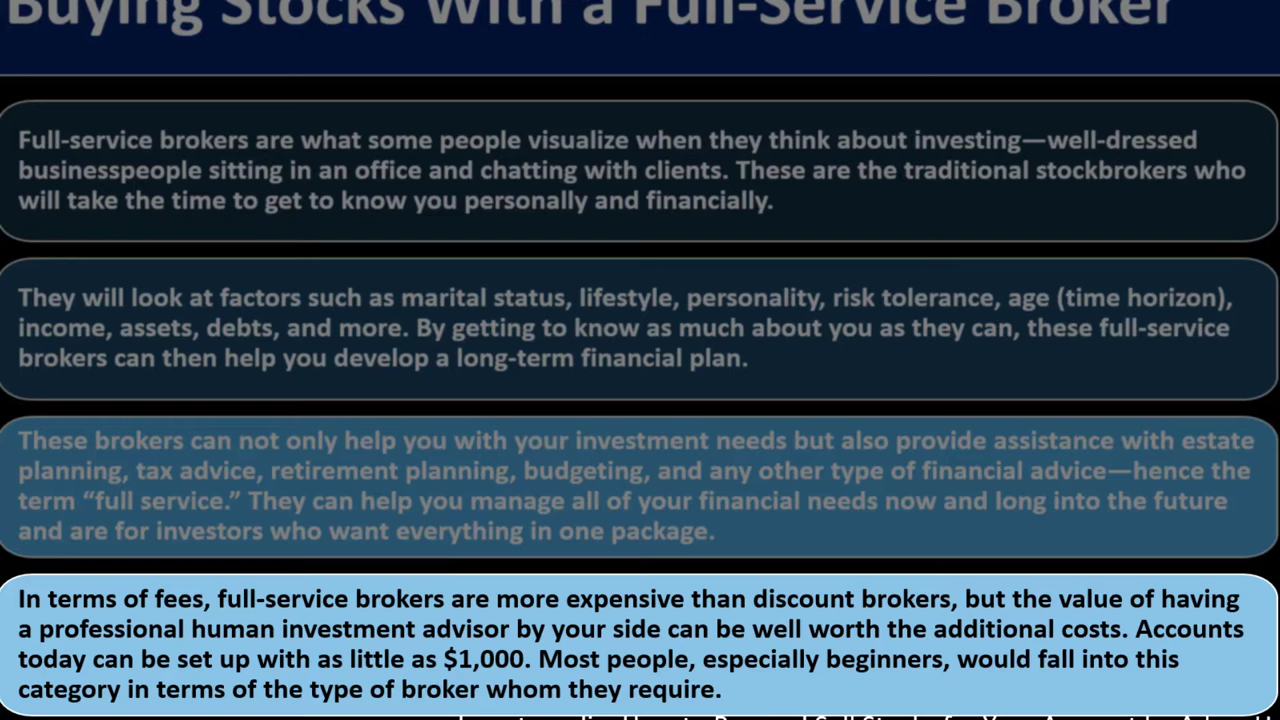 Buying Stocks With a Full-Service Broker
Full-service brokers are what some people visualize when they think about investing—well-dressed
businesspeople sitting in an office and chatting with clients. These are the traditional stockbrokers who
will take the time to get to know you personally and financially.
They will look at factors such as marital status, lifestyle, personality, risk tolerance, age (time horizon),
income, assets, debts, and more. By getting to know as much about you as they can, these full-service
brokers can then help you develop a long-term financial plan.
These brokers can not only help you with your investment needs but also provide assistance with estate
planning, tax advice, retirement planning, budgeting, and any other type of financial advice—hence the
term “full service.” They can help you manage all of your financial needs now and long into the future
and are for investors who want everything in one package.
In terms of fees, full-service brokers are more expensive than discount brokers, but the value of having
a professional human investment advisor by your side can be well worth the additional costs. Accounts
today can be set up with as little as $1,000. Most people, especially beginners, would fall into this
category in terms of the type of broker whom they require.